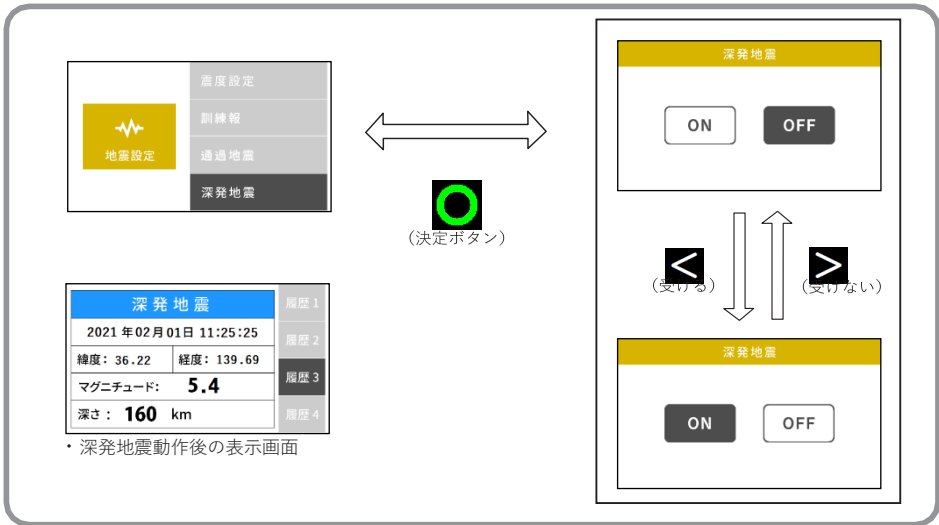 震度設定
訓練報
通過地震
深発地震
地震設定
(決定ボタン)
深発地震
2021 年 02月 01日 11:25:25
緯度: 36.22 経度: 139.69
マグニチュード: 5.4
深さ: 160 km
履歴 1
履歴 2
履歴 3
履歴 4
・深発地震動作後の表示画面
深発地震
ON OFF
<
(受ける)
>
(受けない)
深発地震
ON OFF